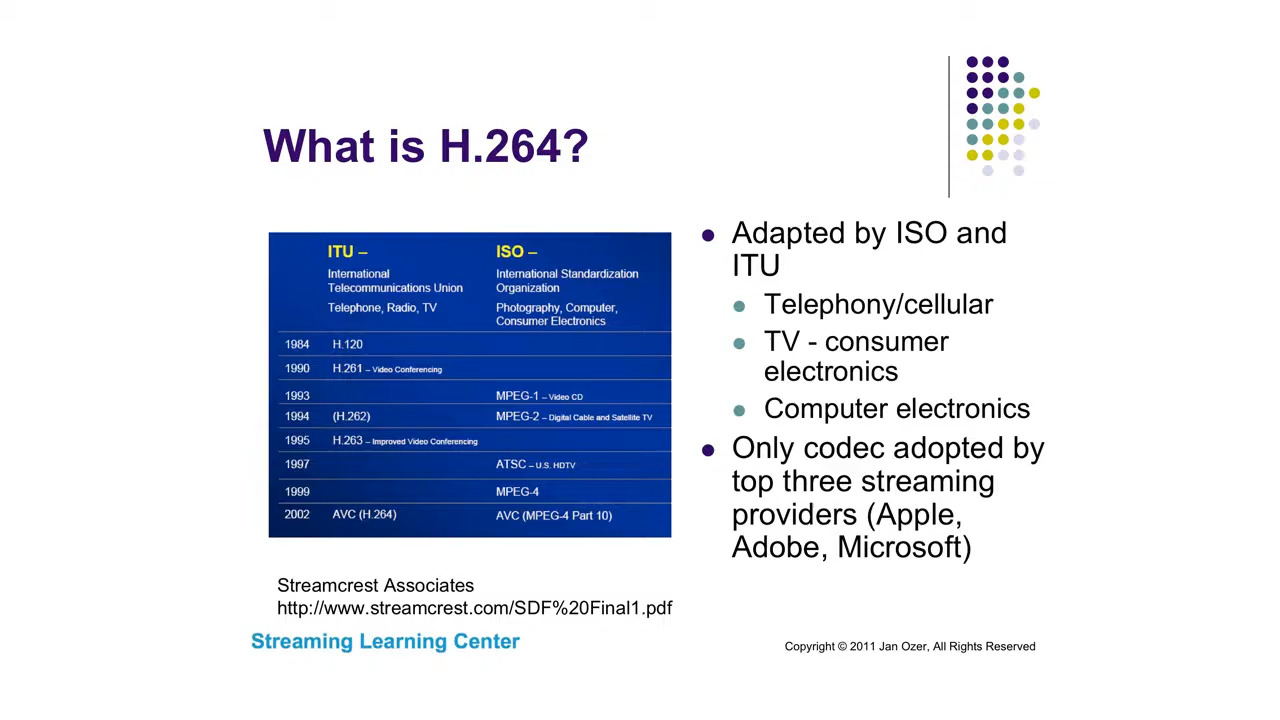 What is H.264?
ITU –
ISO –
International
Telecommunications Union
International Standardization
Organization
Telephone, Radio, TV
Photography, Computer,
Consumer Electronics
1984 H.120
1990 H.261 – Video Conferencing
1993 MPEG-1 – Video CD
1994 (H.262) MPEG-2 – Digital Cable and Satellite TV
1995 H.263 – Improved Video Conferencing
1997 ATSC – U.S. HDTV
1999 MPEG-4
2002 AVC (H.264) AVC (MPEG-4 Part 10)
Streamcrest Associates
http://www.streamcrest.com/SDF%20Final1.pdf
Adapted by ISO and
ITU
Telephony/cellular
TV - consumer
electronics
Computer electronics
Only codec adopted by
top three streaming
providers (Apple,
Adobe, Microsoft)
Streaming Learning Center
Copyright © 2011 Jan Ozer, All Rights Reserved